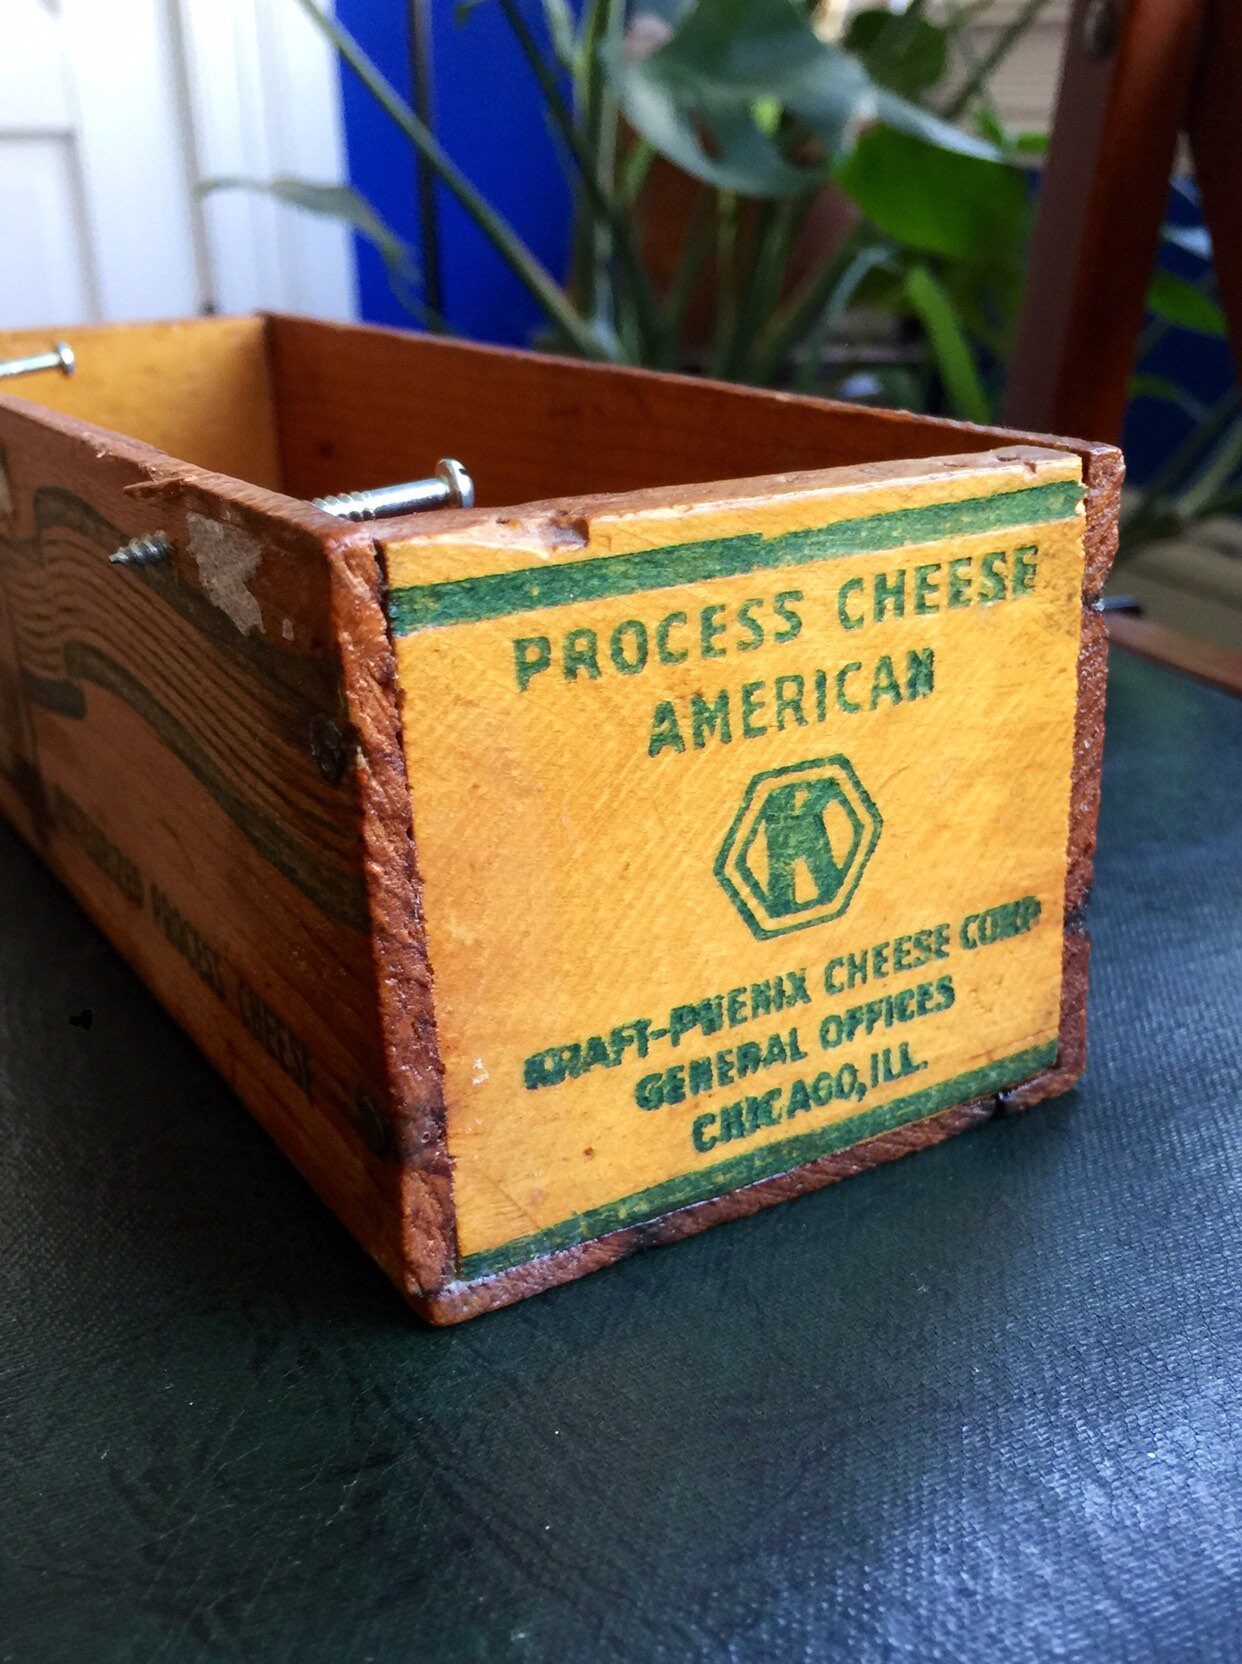 PROCESS CHEESE
AMERICAN
K
KRAFT-PHENIX CHEESE CORP
GENERAL OFFICES
CHICAGO, ILL.
PROCESS CHEESE